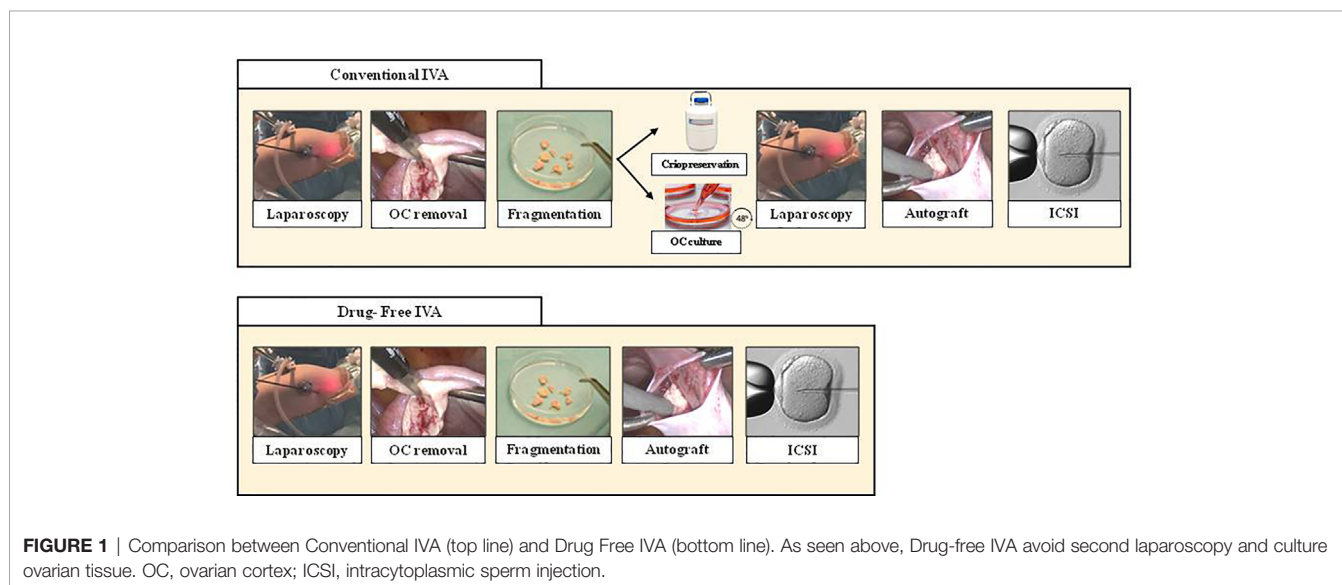 Conventional IVA
Criopreservation
Laparoscopy OC removal Fragmentation Laparoscopy Autograft ICSI
48h
OC culture
Drug- Free IVA
Laparoscopy OC removal Fragmentation Autograft ICSI
FIGURE 1 | Comparison between Conventional IVA (top line) and Drug Free IVA (bottom line). As seen above, Drug-free IVA avoid second laparoscopy and culture
ovarian tissue. OC, ovarian cortex; ICSI, intracytoplasmic sperm injection.